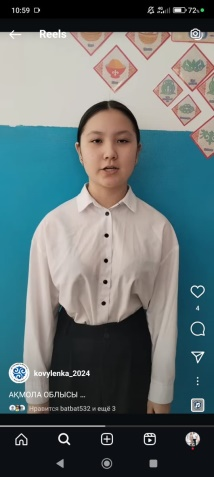 10:59
72%
Reels
4
kovylenka_2024
АҚМОЛА ОБЛЫСЫ ...
Нравится batbat532 и ещё 3